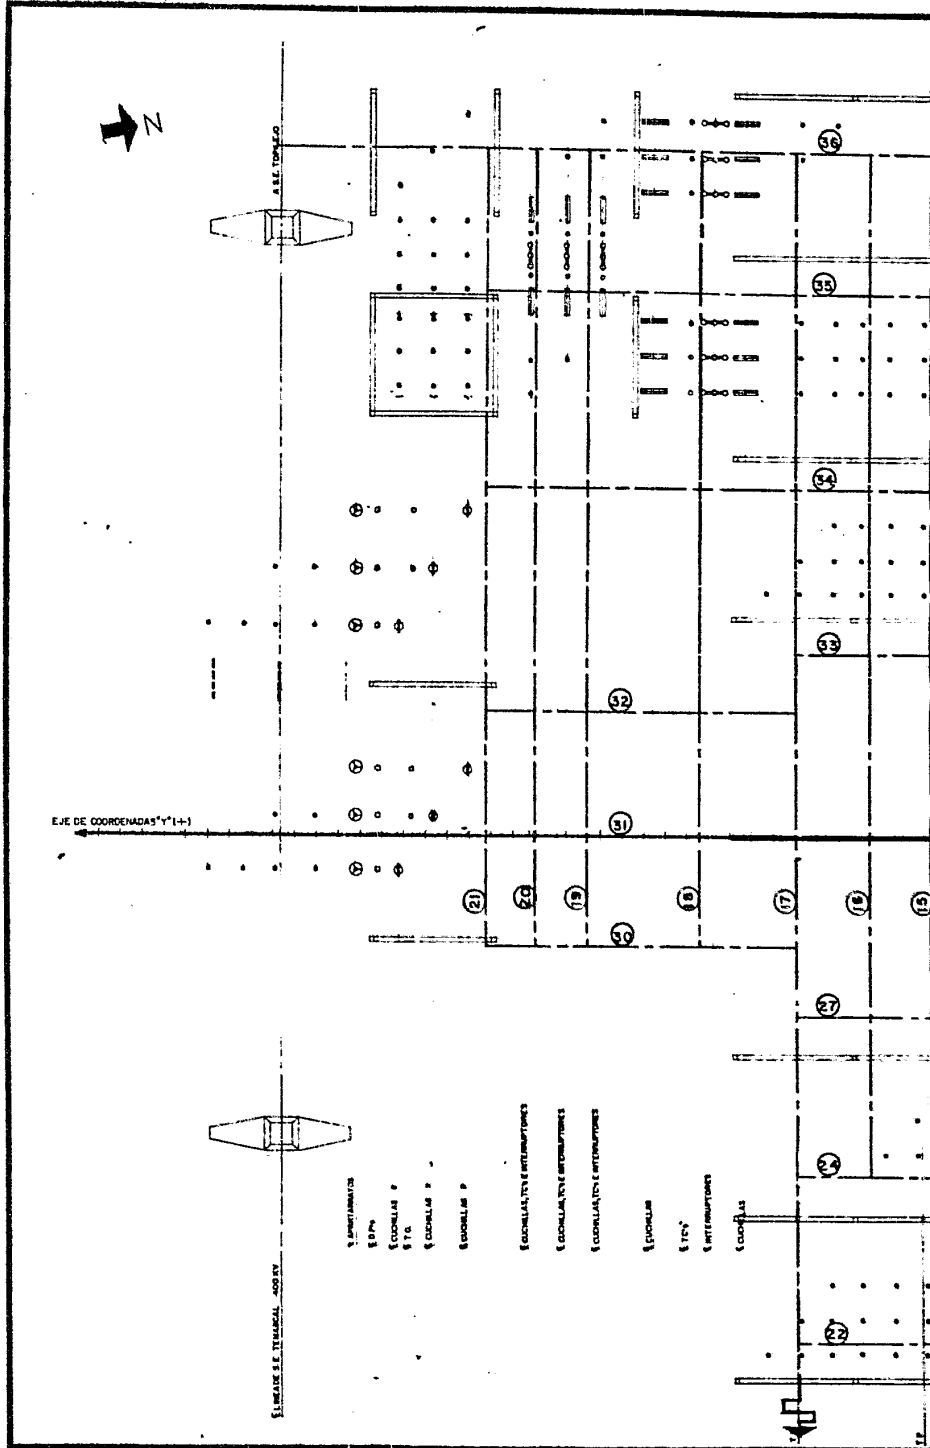 N
A S.E. TOPILEJO
36
35
34
33
32
EJE DE COORDENADAS "Y" (+)
31
21
20
19
18
17
16
15
30
27
24
22
LINEA DE S.E. TEMASCAL 400 KV
APARTARRAYOS
D.P's
CUCHILLAS P
T.O.
CUCHILLAS P
CUCHILLAS P
CUCHILLAS, TC's E INTERRUPTORES
CUCHILLAS, TC's E INTERRUPTORES
CUCHILLAS, TC's E INTERRUPTORES
CUCHILLAS
TC's
INTERRUPTORES
CUCHILLAS